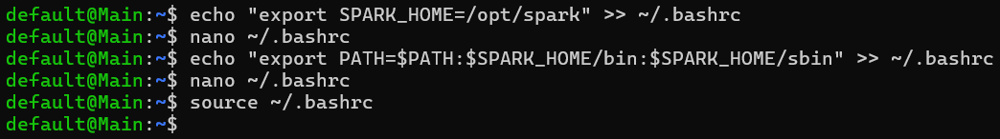 default@Main:~$ echo "export SPARK_HOME=/opt/spark" >> ~/.bashrc
default@Main:~$ nano ~/.bashrc
default@Main:~$ echo "export PATH=$PATH:$SPARK_HOME/bin:$SPARK_HOME/sbin" >> ~/.bashrc
default@Main:~$ nano ~/.bashrc
default@Main:~$ source ~/.bashrc
default@Main:~$